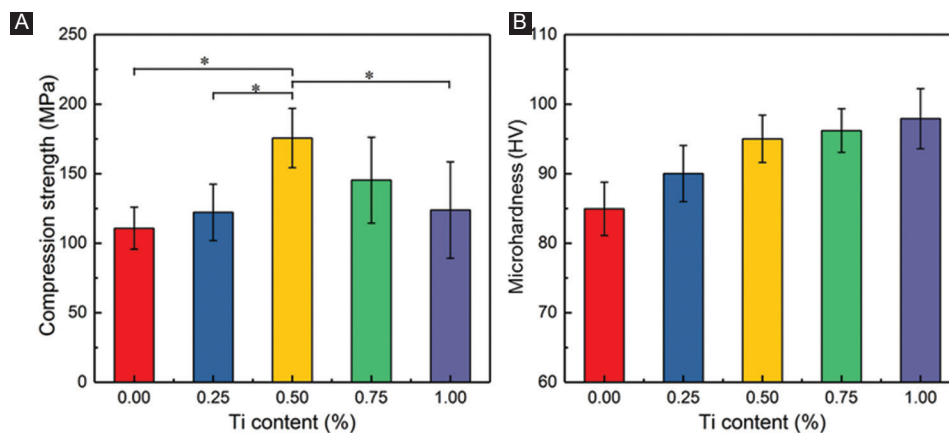 A
Compression strength (MPa)
250
200
150
100
50
0
*
*
*
0.00 0.25 0.50 0.75 1.00
Ti content (%)
B
Microhardness (HV)
110
100
90
80
70
60
0.00 0.25 0.50 0.75 1.00
Ti content (%)